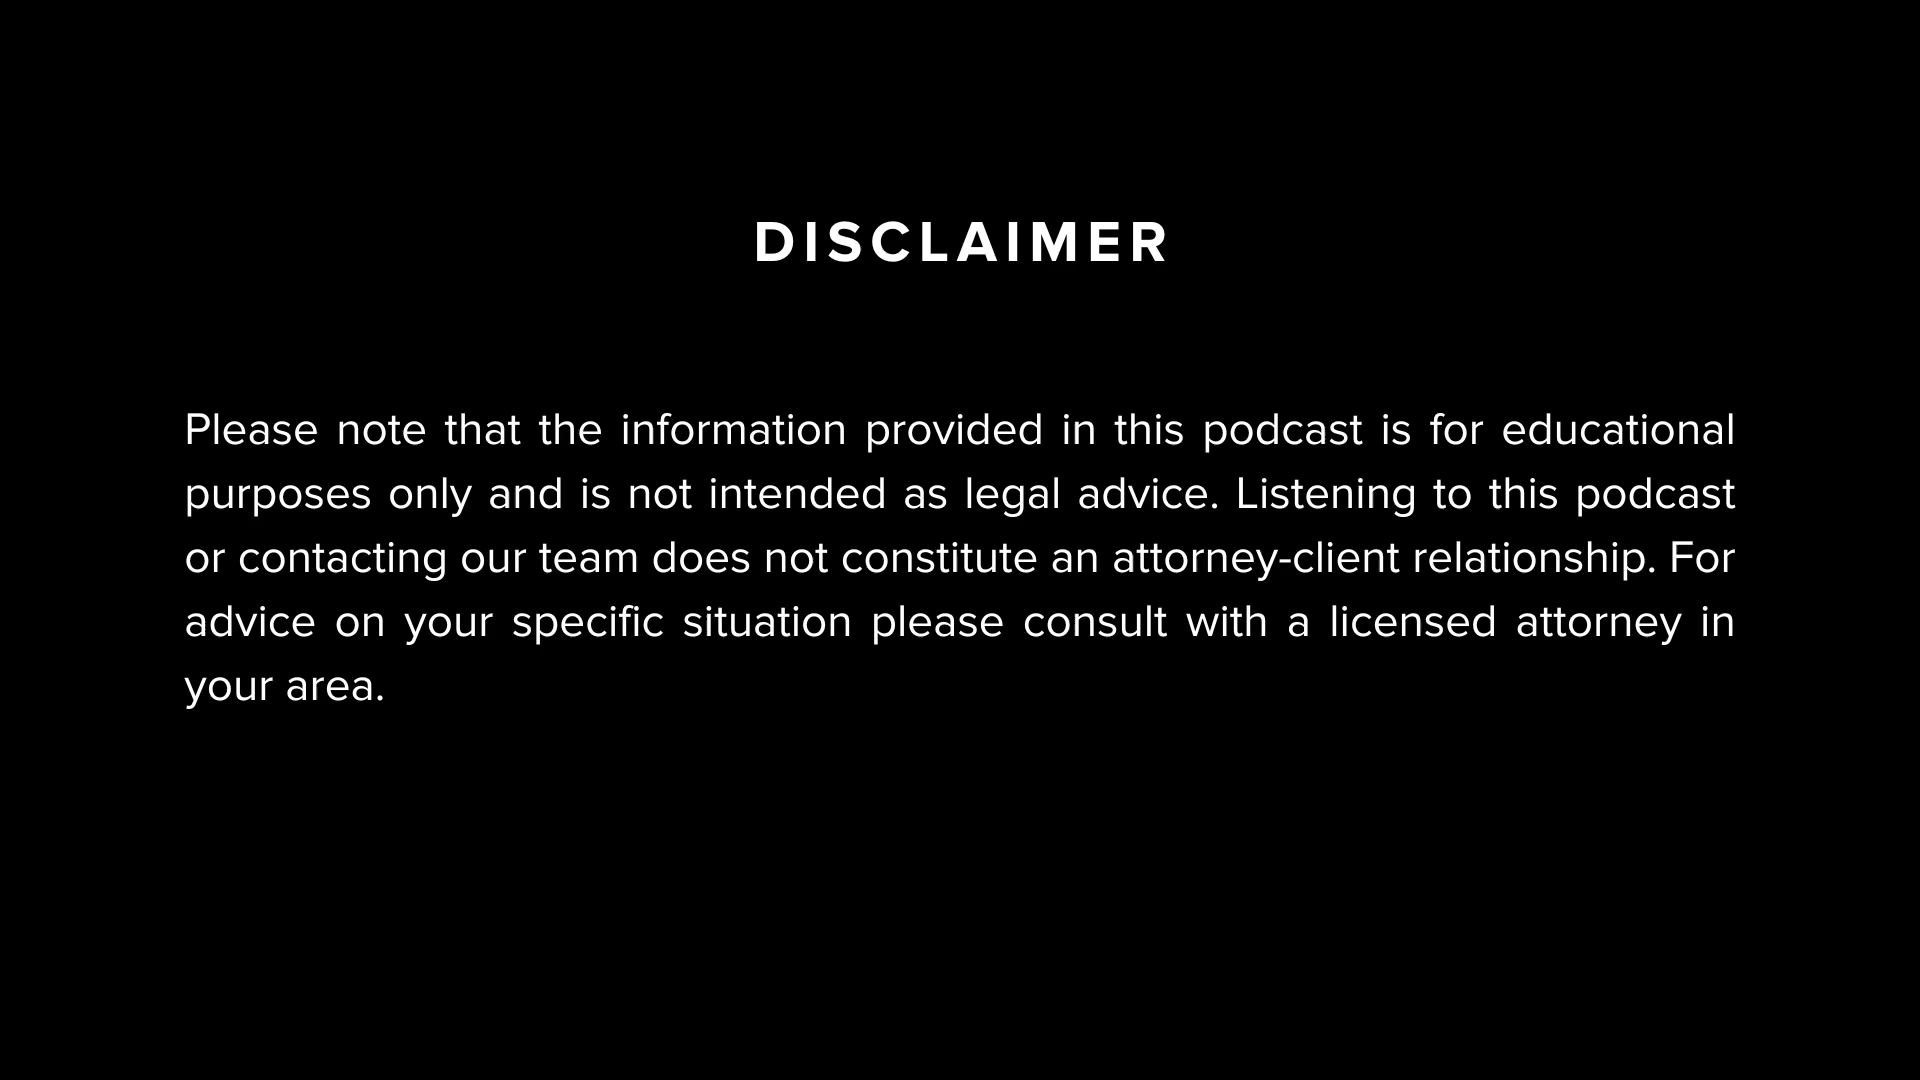 DISCLAIMER
Please note that the information provided in this podcast is for educational
purposes only and is not intended as legal advice. Listening to this podcast
or contacting our team does not constitute an attorney-client relationship. For
advice on your specific situation please consult with a licensed attorney in
your area.